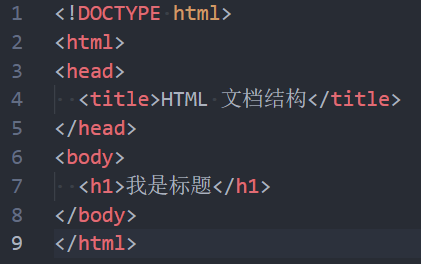 1 <!DOCTYPE html>
2 <html>
3 <head>
4   <title>HTML 文档结构</title>
5 </head>
6 <body>
7   <h1>我是标题</h1>
8 </body>
9 </html>